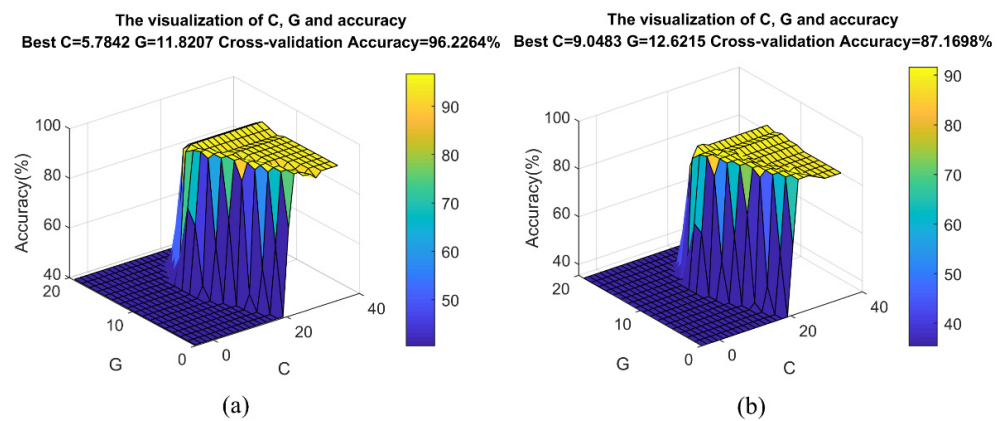 The visualization of C, G and accuracy
Best C=5.7842 G=11.8207 Cross-validation Accuracy=96.2264%
100
80
60
40
Accuracy(%)
20
10
0
G
0
20
40
C
90
80
70
60
50
(a)
The visualization of C, G and accuracy
Best C=9.0483 G=12.6215 Cross-validation Accuracy=87.1698%
100
80
60
40
Accuracy(%)
20
10
0
G
0
20
40
C
90
80
70
60
50
40
(b)